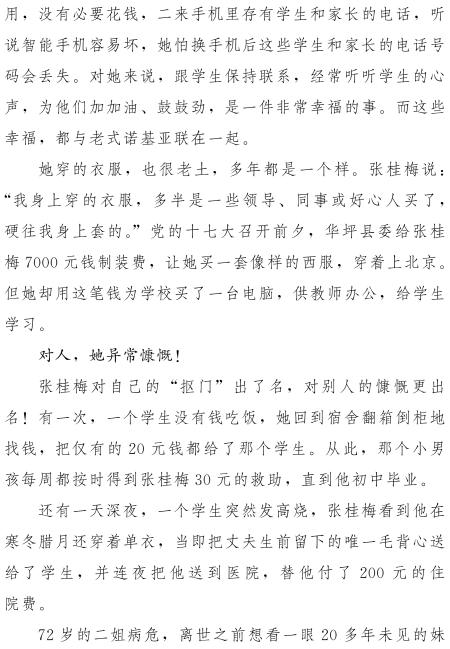 用，没有必要花钱，二来手机里存有学生和家长的电话，听
说智能手机容易坏，她怕换手机后这些学生和家长的电话号
码会丢失。对她来说，跟学生保持联系，经常听听学生的心
声，为他们加加油、鼓鼓劲，是一件非常幸福的事。而这些
幸福，都与老式诺基亚联在一起。
她穿的衣服，也很老土，多年都是一个样。张桂梅说：
“我身上穿的衣服，多半是一些领导、同事或好心人买了，
硬往我身上套的。”党的十七大召开前夕，华坪县委给张桂
梅7000元钱制装费，让她买一套像样的西服，穿着上北京。
但她却用这笔钱为学校买了一台电脑，供教师办公，给学生
学习。
对人，她异常慷慨！
张桂梅对自己的“抠门”出了名，对别人的慷慨更出
名！有一次，一个学生没有钱吃饭，她回到宿舍翻箱倒柜地
找钱，把仅有的20元钱都给了那个学生。从此，那个小男
孩每周都按时得到张桂梅30元的救助，直到他初中毕业。
还有一天深夜，一个学生突然发高烧，张桂梅看到他在
寒冬腊月还穿着单衣，当即把丈夫生前留下的唯一毛背心送
给了学生，并连夜把他送到医院，替他付了200元的住
院费。
72岁的二姐病危，离世之前想看一眼20多年未见的妹